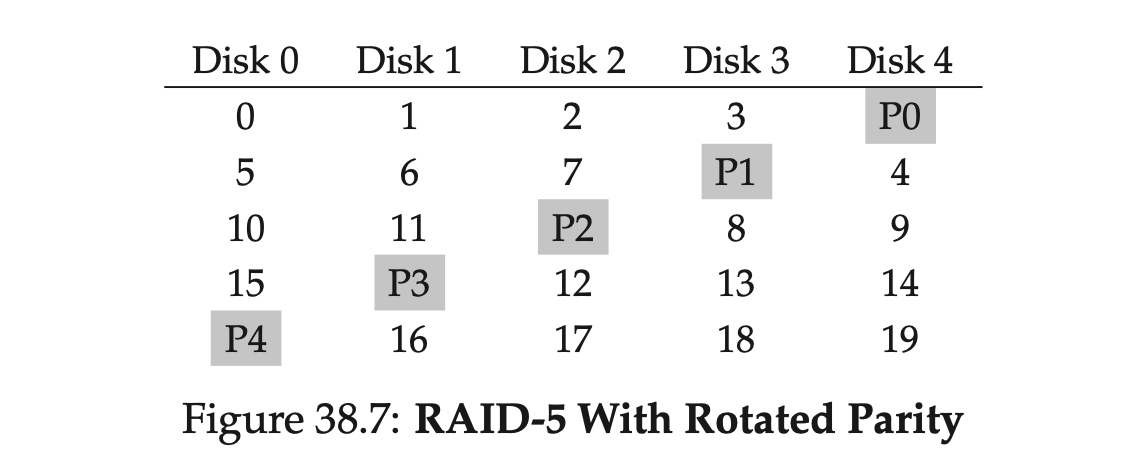 Disk 0 Disk 1 Disk 2 Disk 3 Disk 4
0 1 2 3 P0
5 6 7 P1 4
10 11 P2 8 9
15 P3 12 13 14
P4 16 17 18 19
Figure 38.7: RAID-5 With Rotated Parity